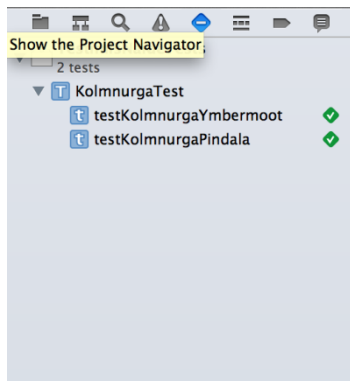 Show the Project Navigator
2 tests
T KolmnurgaTest
t testKolmnurgaYmbermoot
t testKolmnurgaPindala